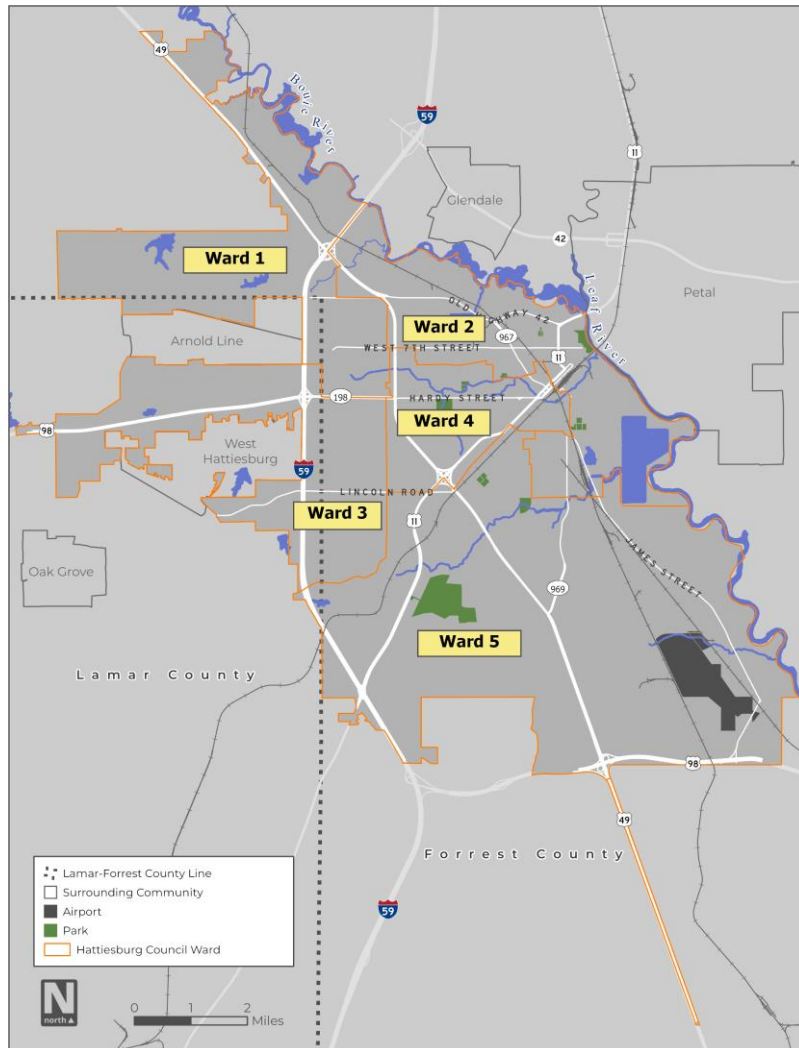 49
Bouie River
59
11
Glendale
42
Ward 1
Leaf River
Petal
OLD HIGHWAY 42
Ward 2
967
Arnold Line
WEST 7TH STREET
11
198
HARDY STREET
98
Ward 4
West
Hattiesburg
59
LINCOLN ROAD
Ward 3
11
JAMES STREET
Oak Grove
969
Ward 5
Lamar County
98
49
Forrest County
59
Lamar-Forrest County Line
Surrounding Community
Airport
Park
Hattiesburg Council Ward
N
north
0 1 2
Miles